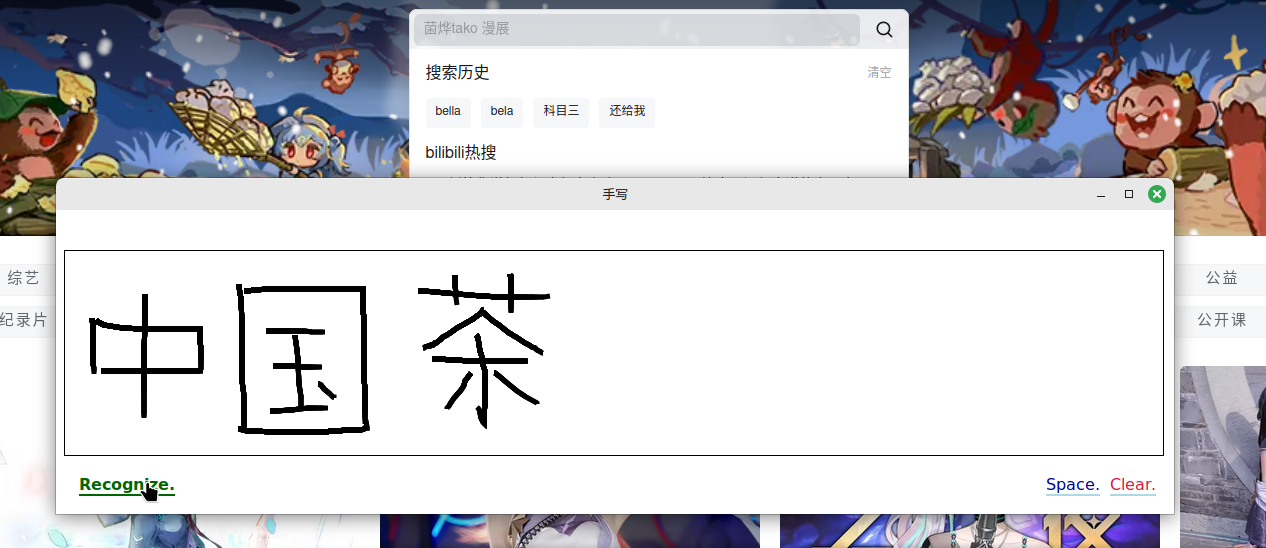 菌烨tako 漫展
搜索历史 清空
bella bela 科目三 还给我
bilibili热搜
手写
综艺 公益
纪录片 公开课
中国 茶
Recognize. Space. Clear.